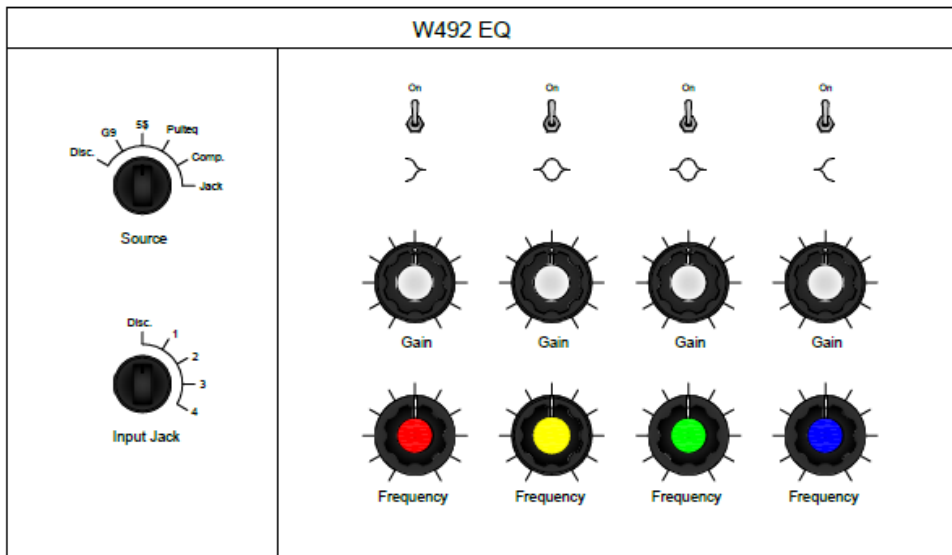 W492 EQ
Disc.
G9
5$
Pulteq
Comp.
Jack
Source
Disc.
1
2
3
4
Input Jack
On On On On
Gain Gain Gain Gain
Frequency Frequency Frequency Frequency